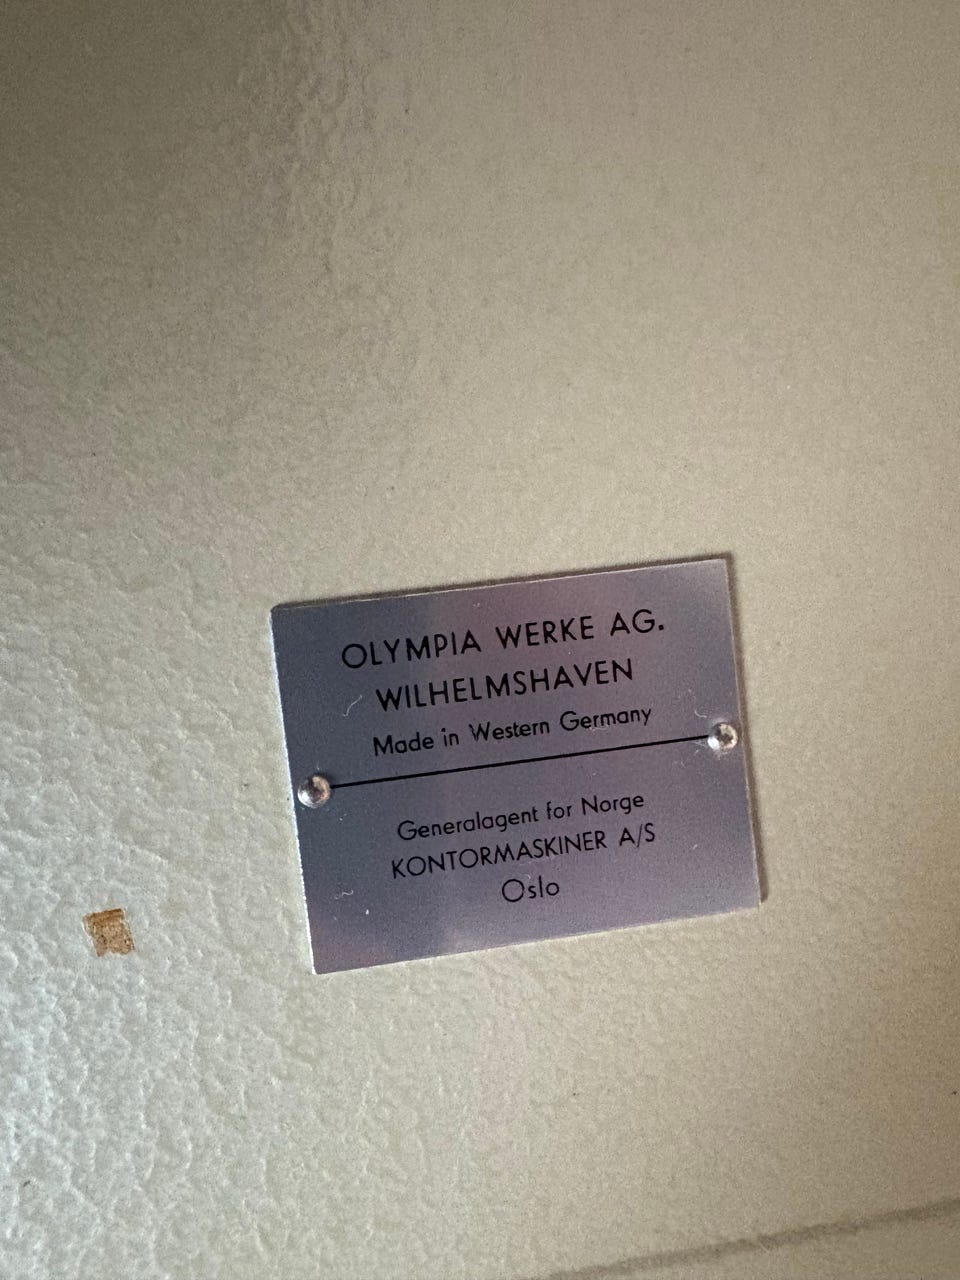 OLYMPIA WERKE AG.
WILHELMSHAVEN
Made in Western Germany
Generalagent for Norge
KONTORMASKINER A/S
Oslo